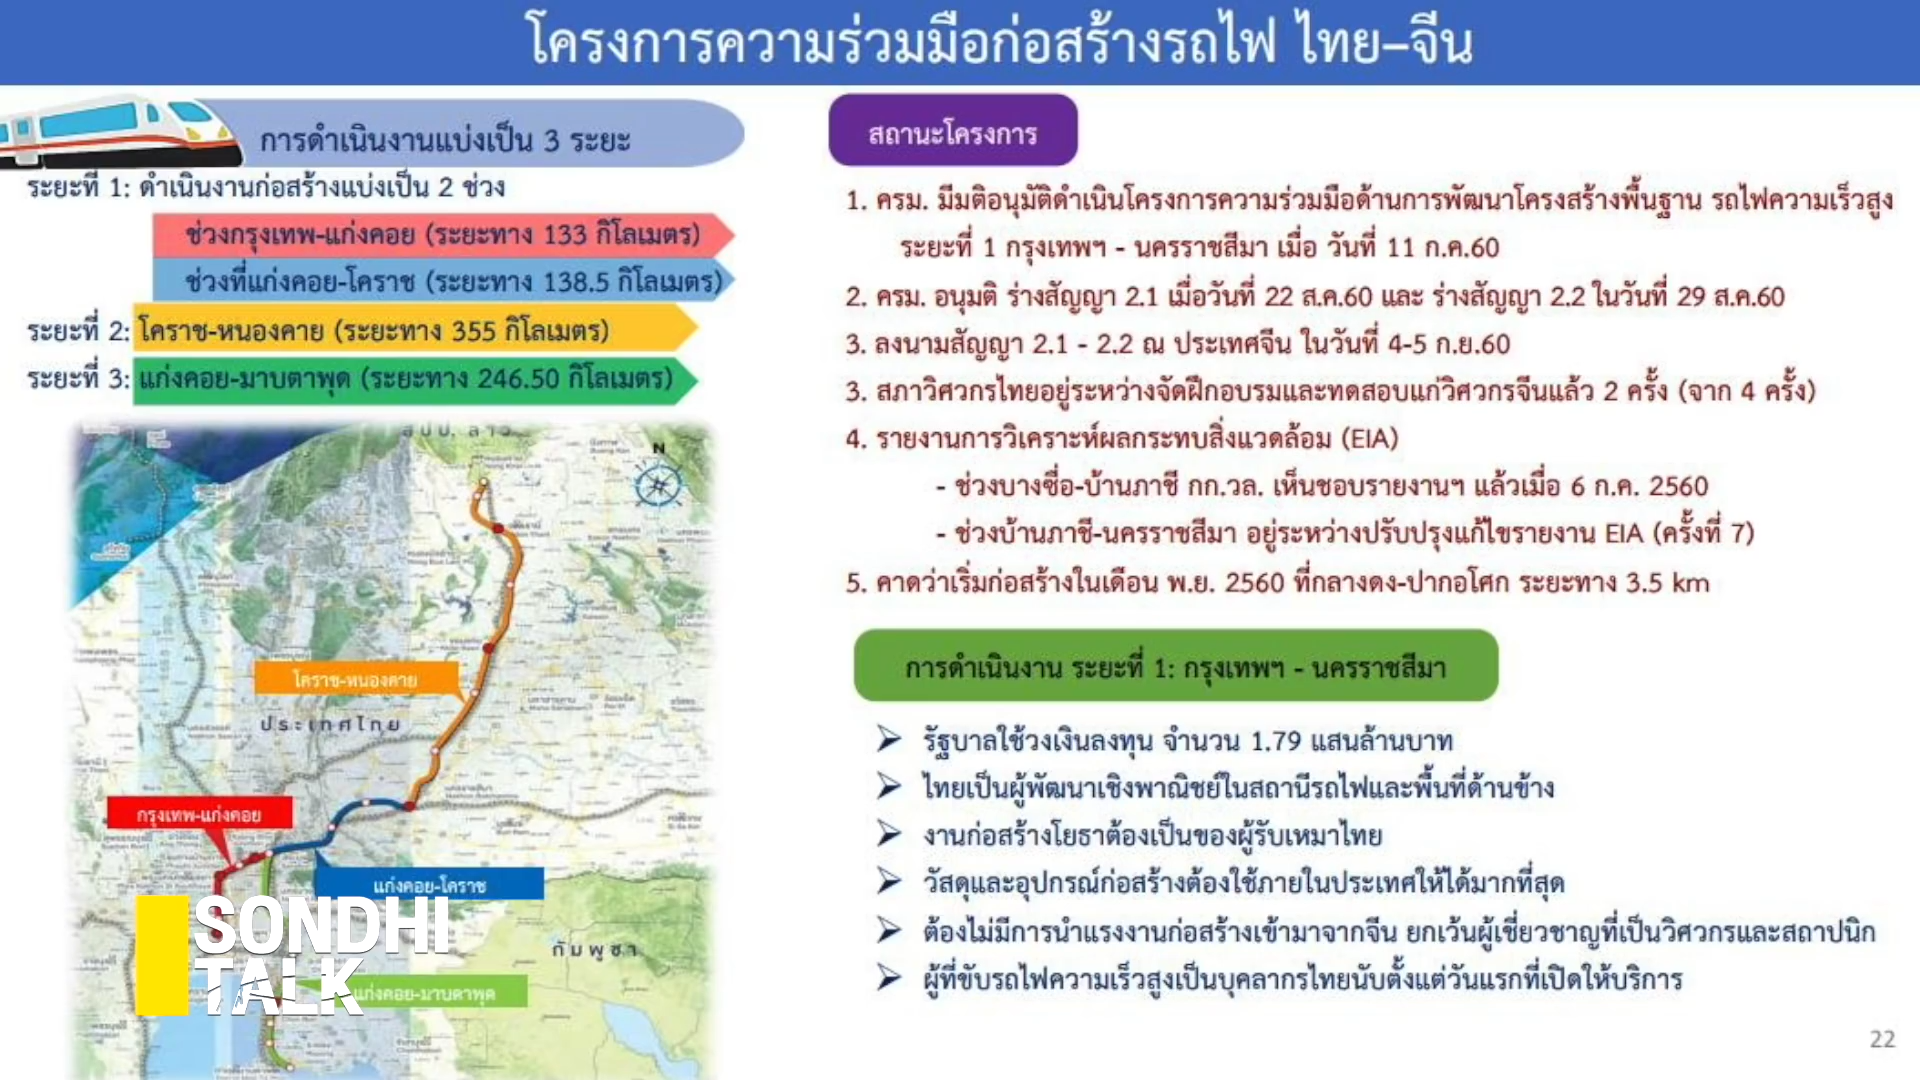 โครงการความร่วมมือก่อสร้างรถไฟ ไทย–จีน
การดำเนินงานแบ่งเป็น 3 ระยะ
ระยะที่ 1: ดำเนินงานก่อสร้างแบ่งเป็น 2 ช่วง
ช่วงกรุงเทพ-แก่งคอย (ระยะทาง 133 กิโลเมตร)
ช่วงที่แก่งคอย-โคราช (ระยะทาง 138.5 กิโลเมตร)
ระยะที่ 2: โคราช-หนองคาย (ระยะทาง 355 กิโลเมตร)
ระยะที่ 3: แก่งคอย-มาบตาพุด (ระยะทาง 246.50 กิโลเมตร)
สปป. ลาว
N
โคราช-หนองคาย
ประเทศไทย
กรุงเทพ-แก่งคอย
แก่งคอย-โคราช
กัมพูชา
แก่งคอย-มาบตาพุด
SONDHI
TALK
สถานะโครงการ
1. ครม. มีมติอนุมัติดำเนินโครงการความร่วมมือด้านการพัฒนาโครงสร้างพื้นฐาน รถไฟความเร็วสูง
ระยะที่ 1 กรุงเทพฯ - นครราชสีมา เมื่อ วันที่ 11 ก.ค.60
2. ครม. อนุมติ ร่างสัญญา 2.1 เมื่อวันที่ 22 ส.ค.60 และ ร่างสัญญา 2.2 ในวันที่ 29 ส.ค.60
3. ลงนามสัญญา 2.1 - 2.2 ณ ประเทศจีน ในวันที่ 4-5 ก.ย.60
3. สภาวิศวกรไทยอยู่ระหว่างจัดฝึกอบรมและทดสอบแก่วิศวกรจีนแล้ว 2 ครั้ง (จาก 4 ครั้ง)
4. รายงานการวิเคราะห์ผลกระทบสิ่งแวดล้อม (EIA)
- ช่วงบางซื่อ-บ้านภาชี กก.วล. เห็นชอบรายงานฯ แล้วเมื่อ 6 ก.ค. 2560
- ช่วงบ้านภาชี-นครราชสีมา อยู่ระหว่างปรับปรุงแก้ไขรายงาน EIA (ครั้งที่ 7)
5. คาดว่าเริ่มก่อสร้างในเดือน พ.ย. 2560 ที่กลางดง-ปากอโศก ระยะทาง 3.5 km
การดำเนินงาน ระยะที่ 1: กรุงเทพฯ - นครราชสีมา
➢ รัฐบาลใช้วงเงินลงทุน จำนวน 1.79 แสนล้านบาท
➢ ไทยเป็นผู้พัฒนาเชิงพาณิชย์ในสถานีรถไฟและพื้นที่ด้านข้าง
➢ งานก่อสร้างโยธาต้องเป็นของผู้รับเหมาไทย
➢ วัสดุและอุปกรณ์ก่อสร้างต้องใช้ภายในประเทศให้ได้มากที่สุด
➢ ต้องไม่มีการนำแรงงานก่อสร้างเข้ามาจากจีน ยกเว้นผู้เชี่ยวชาญที่เป็นวิศวกรและสถาปนิก
➢ ผู้ที่ขับรถไฟความเร็วสูงเป็นบุคลากรไทยนับตั้งแต่วันแรกที่เปิดให้บริการ
22